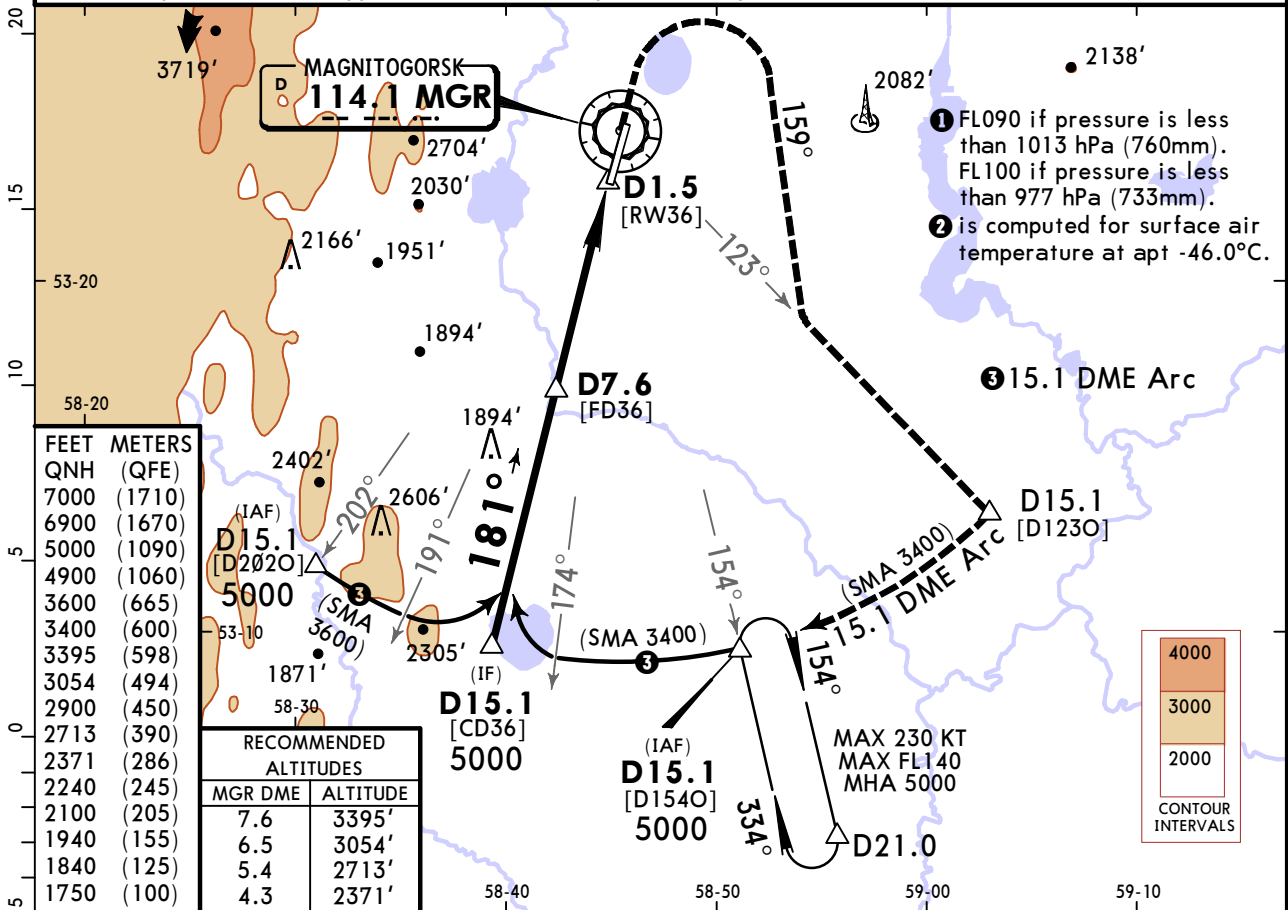 20
3719'
MAGNITOGORSK
D
114.1 MGR
2138'
2082'
159°
1 FL090 if pressure is less
than 1013 hPa (760mm).
FL100 if pressure is less
than 977 hPa (733mm).
2 is computed for surface air
temperature at apt -46.0°C.
2704'
2030'
15
D1.5
[RW36]
2166'
1951'
123°
53-20
1894'
10
58-20
D7.6
[FD36]
3 15.1 DME Arc
1894'
FEET METERS
QNH (QFE)
7000 (1710)
6900 (1670)
5000 (1090)
4900 (1060)
3600 (665)
3400 (600)
3395 (598)
3054 (494)
2900 (450)
2713 (390)
2371 (286)
2240 (245)
2100 (205)
1940 (155)
1840 (125)
1750 (100)
2402'
202°
2606'
(IAF)
D15.1
[D202O]
5000
191°
181°
174°
154°
D15.1
[D123O]
5
3
(SMA
3600)
53-10
2305'
1871'
58-30
(SMA 3400)
3
(SMA 3400)
15.1 DME Arc
(IF)
D15.1
[CD36]
5000
154°
(IAF)
D15.1
[D154O]
5000
MAX 230 KT
MAX FL140
MHA 5000
334°
D21.0
0
RECOMMENDED
ALTITUDES
MGR DME ALTITUDE
7.6 3395'
6.5 3054'
5.4 2713'
4.3 2371'
4000
3000
2000
CONTOUR
INTERVALS
5
58-40
58-50
59-00
59-10